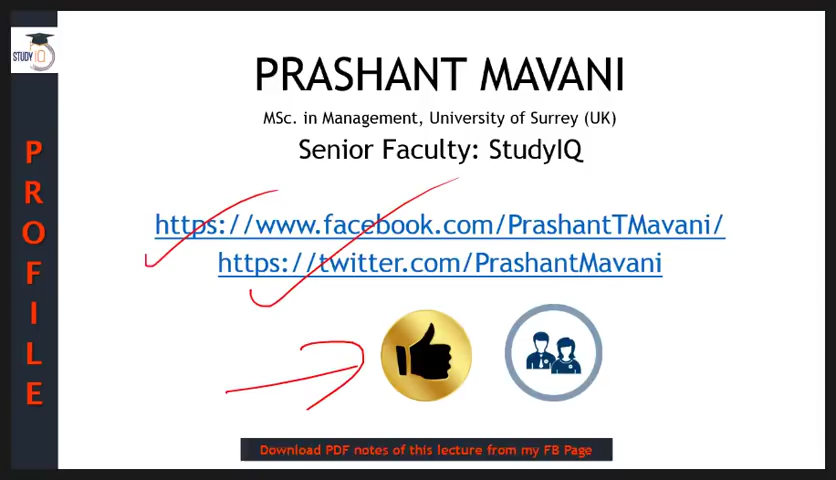 STUDY IQ
PROFILE
PRASHANT MAVANI
MSc. in Management, University of Surrey (UK)
Senior Faculty: StudyIQ
https://www.facebook.com/PrashantTMavani/
https://twitter.com/PrashantMavani
Download PDF notes of this lecture from my FB Page